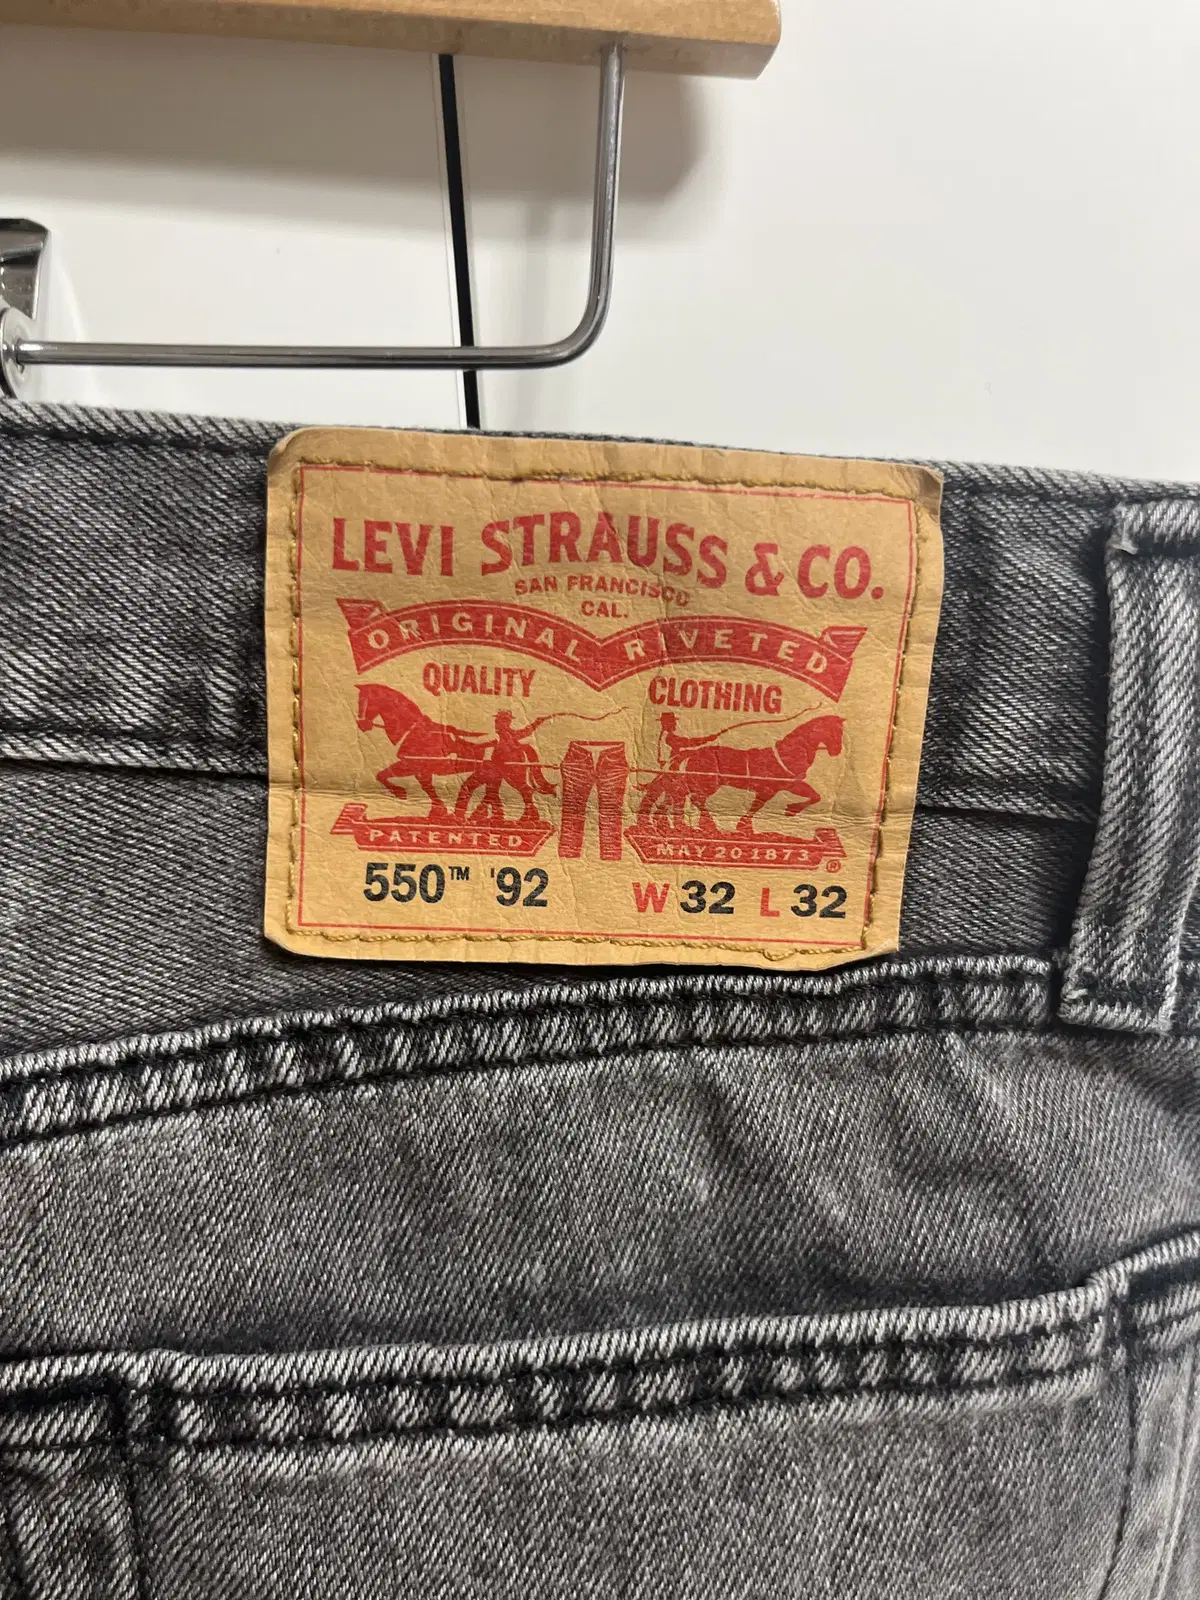 LEVI STRAUSS & CO.
SAN FRANCISCO
CAL.
ORIGINAL RIVETED
QUALITY CLOTHING
PATENTED MAY 20 1873 ®
550™ '92 W 32 L 32